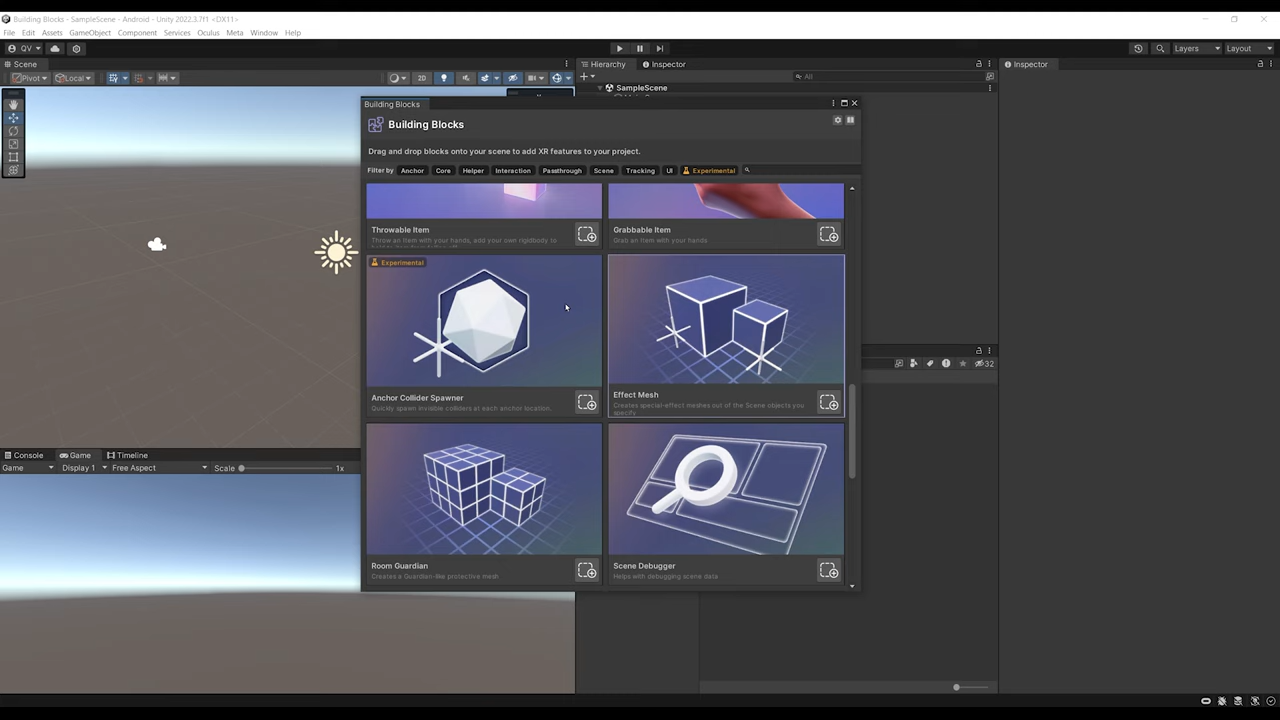 Building Blocks - SampleScene - Android - Unity 2022.3.7f1 <DX11>
File Edit Assets GameObject Component Services Oculus Meta Window Help
QV Layers Layout
Scene Hierarchy Inspector Inspector
Pivot Local 2D All
SampleScene
Building Blocks
Building Blocks
Drag and drop blocks onto your scene to add XR features to your project.
Filter by Anchor Core Helper Interaction Passthrough Scene Tracking UI Experimental
Throwable Item
Throw an item with your hands, add your own rigidbody to
Grabbable Item
Grab an item with your hands
Experimental
Anchor Collider Spawner
Quickly spawn invisible colliders at each anchor location.
Effect Mesh
Creates special-effect meshes out of the Scene objects you
specify
32
Console Game Timeline
Game Display 1 Free Aspect Scale 1x
Room Guardian
Creates a Guardian-like protective mesh
Scene Debugger
Helps with debugging scene data